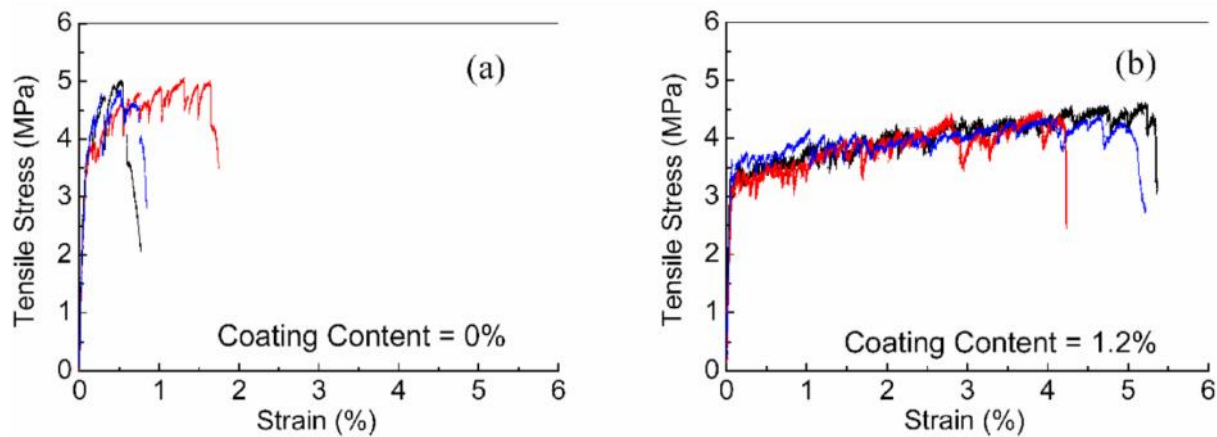 6
5
4
3
2
1
0
Tensile Stress (MPa)
(a)
Coating Content = 0%
0 1 2 3 4 5 6
Strain (%)
6
5
4
3
2
1
0
Tensile Stress (MPa)
(b)
Coating Content = 1.2%
0 1 2 3 4 5 6
Strain (%)